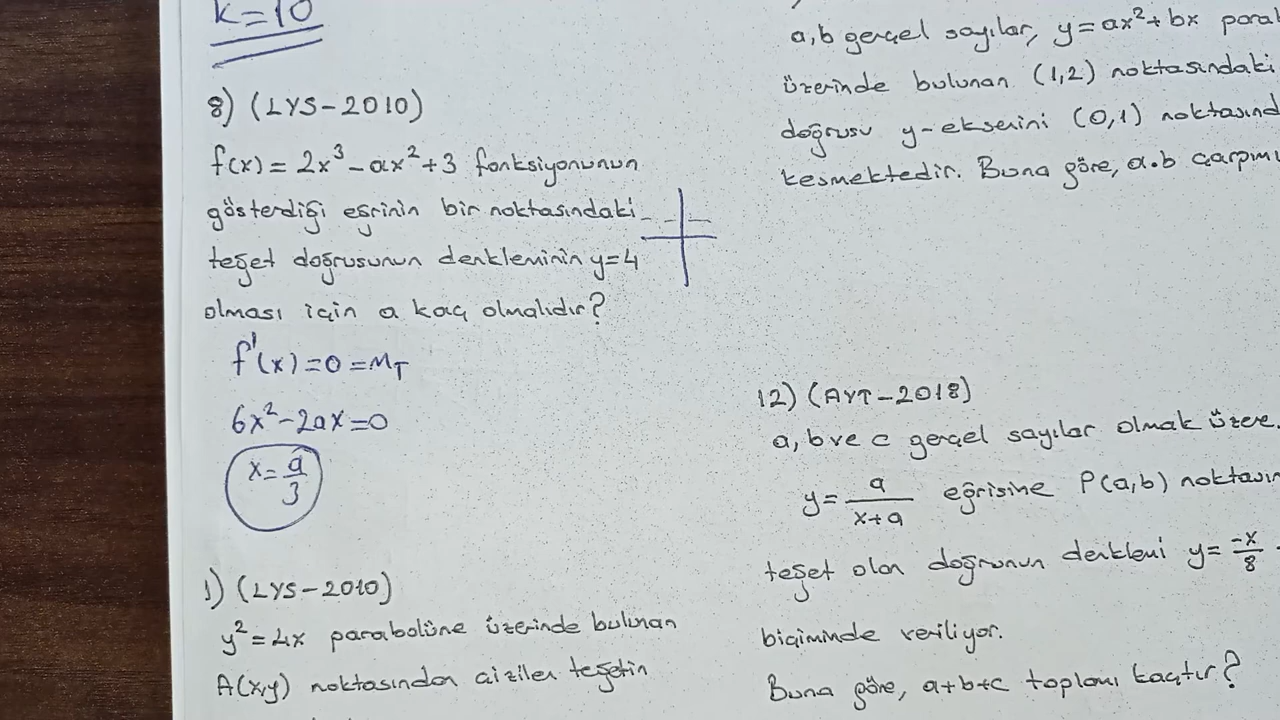 k=10
8) (LYS-2010)
f(x) = 2x³ - ax² + 3 fonksiyonunun
gösterdiği eğrinin bir noktasındaki
teğet doğrusunun denkleminin y=4
olması için a kaç olmalıdır?
f'(x)=0=M_T
6x²-2ax=0
x=a/3
1) (LYS-2010)
y²=4x parabolüne üzerinde bulunan
A(x,y) noktasından çizilen teğetin
a,b gerçel sayılar, y=ax²+bx
üzerinde bulunan (1,2) noktasındaki
doğrusu y-eksenini (0,1)
kesmektedir. Buna göre, a.b
12) (AYT-2018)
a, b ve c gerçel sayılar olmak üzere,
y=a/(x+a) eğrisine P(a,b)
teğet olan doğrunun denklemi y=-x/8
biçiminde veriliyor.
Buna göre, a+b+c toplamı kaçtır?